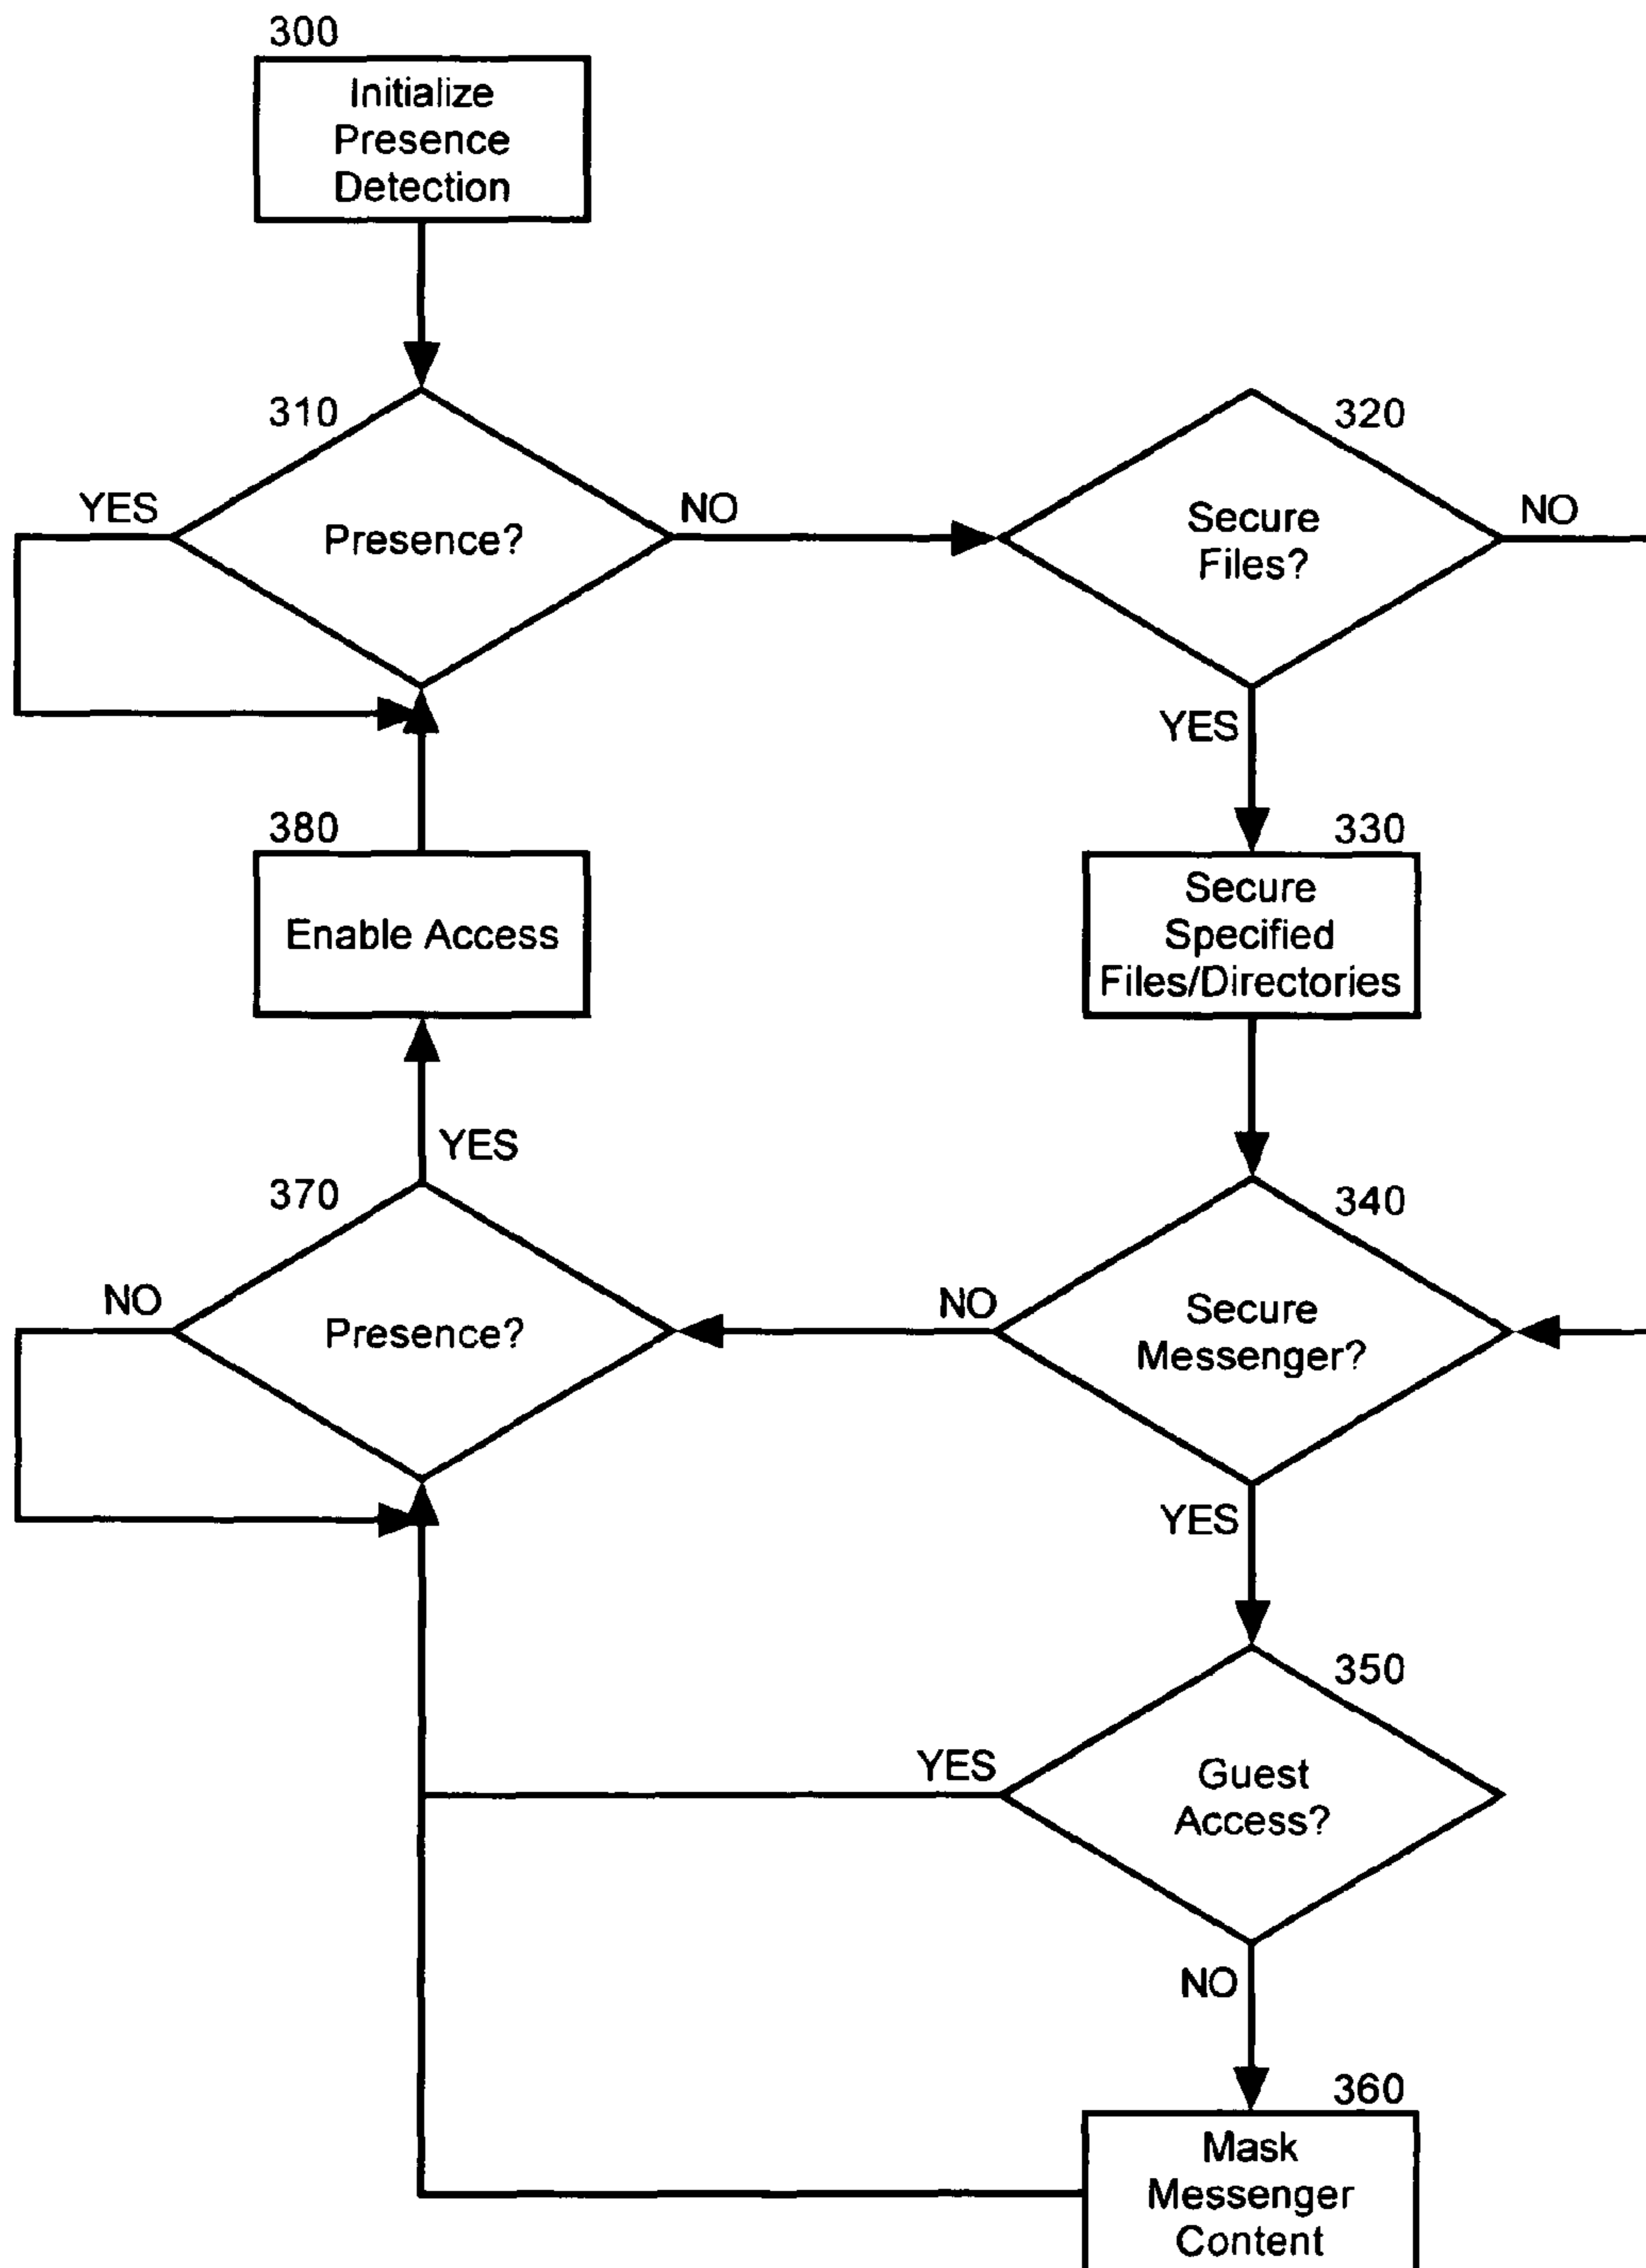 300
Initialize
Presence
Detection
310
Presence?
YES
NO
320
Secure
Files?
NO
YES
380
Enable Access
330
Secure
Specified
Files/Directories
YES
370
Presence?
NO
340
Secure
Messenger?
NO
YES
350
Guest
Access?
YES
NO
360
Mask
Messenger
Content